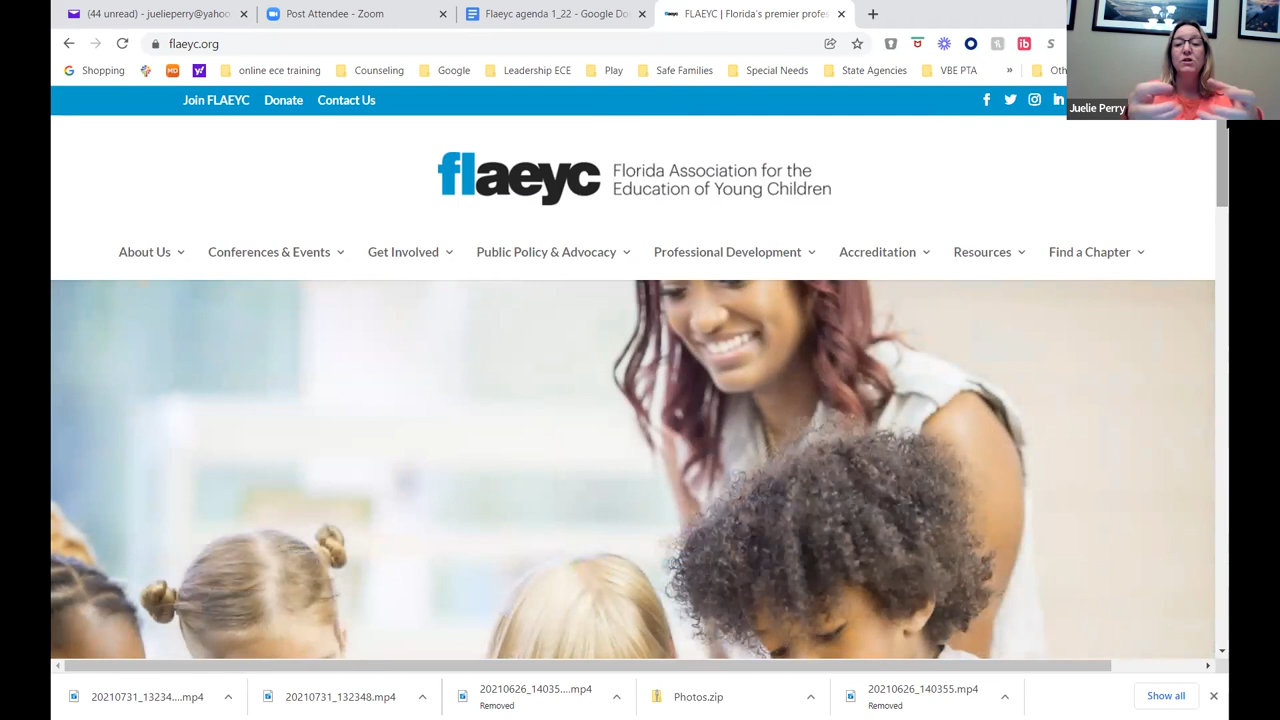 (44 unread) - juelieperry@yahoo
Post Attendee - Zoom
Flaeyc agenda 1_22 - Google Do
FLAEYC | Florida's premier profes
flaeyc.org
Shopping
MD
online ece training
Counseling
Google
Leadership ECE
Play
Safe Families
Special Needs
State Agencies
VBE PTA
»
Oth
Juelie Perry
Join FLAEYC Donate Contact Us
flaeyc Florida Association for the
Education of Young Children
About Us Conferences & Events Get Involved Public Policy & Advocacy Professional Development Accreditation Resources Find a Chapter
20210731_13234....mp4
20210731_132348.mp4
20210626_14035....mp4
Removed
Photos.zip
20210626_140355.mp4
Removed
Show all